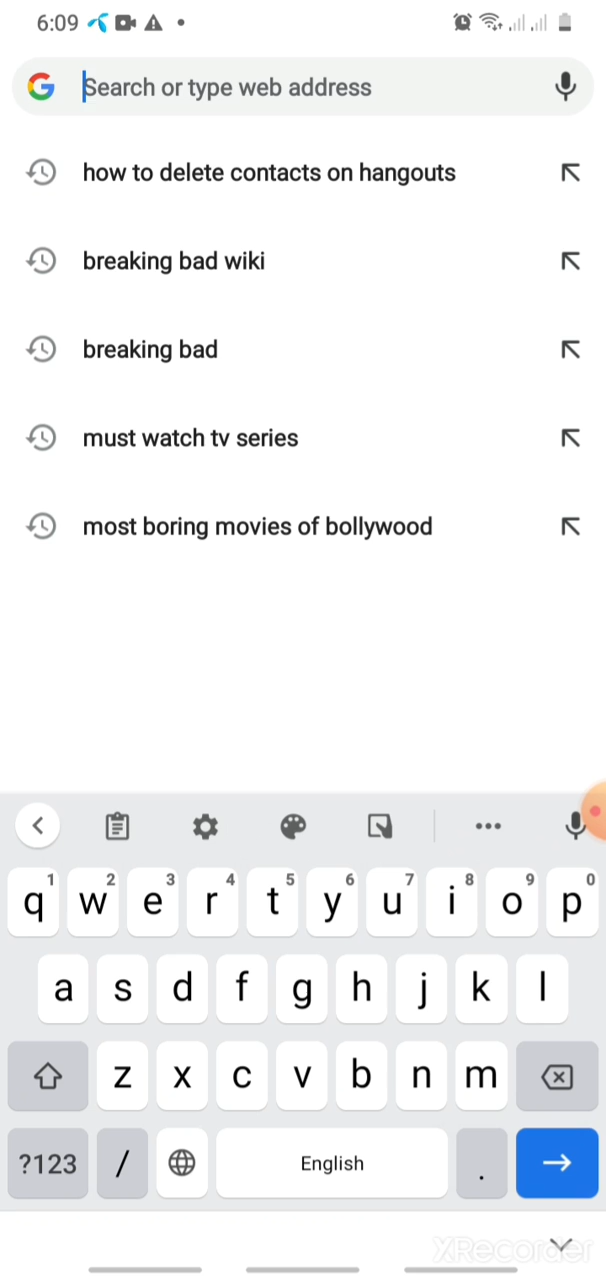 6:09
Search or type web address
how to delete contacts on hangouts
breaking bad wiki
breaking bad
must watch tv series
most boring movies of bollywood
1 2 3 4 5 6 7 8 9 0
q w e r t y u i o p
a s d f g h j k l
z x c v b n m
?123 / English .
XRecorder